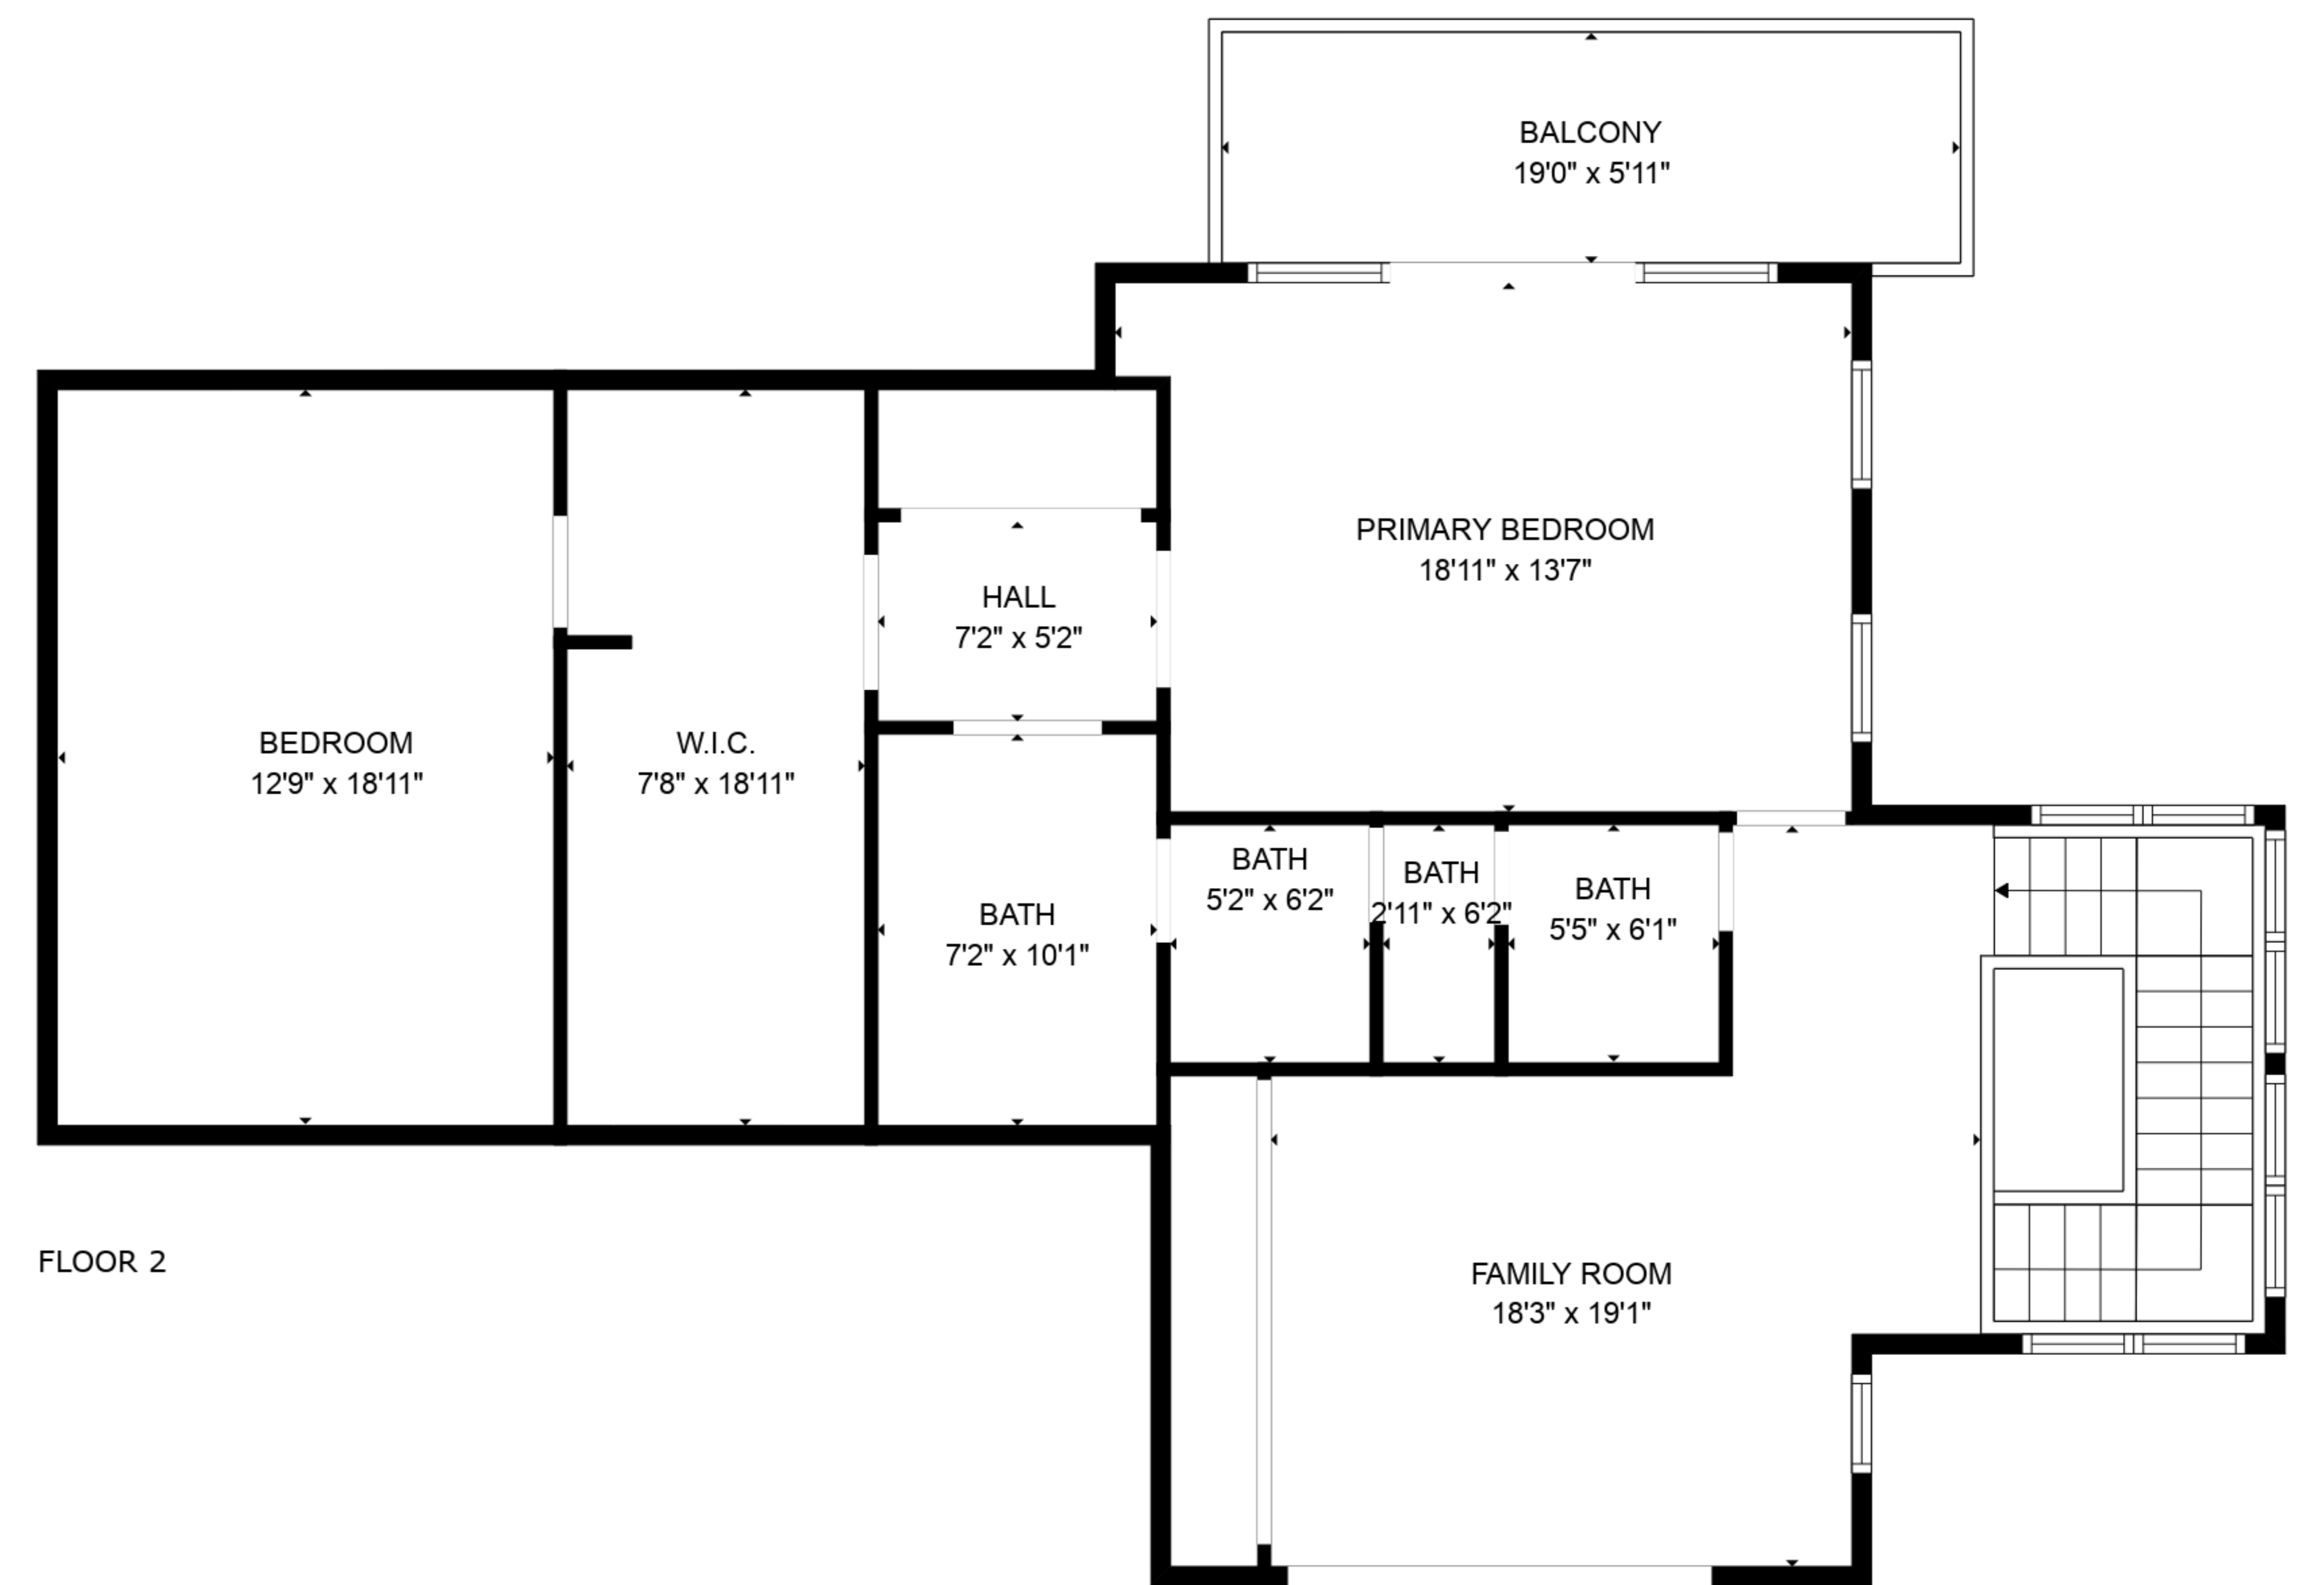 BALCONY
19'0" x 5'11"
PRIMARY BEDROOM
18'11" x 13'7"
HALL
7'2" x 5'2"
BEDROOM
12'9" x 18'11"
W.I.C.
7'8" x 18'11"
BATH
7'2" x 10'1"
BATH
5'2" x 6'2"
BATH
2'11" x 6'2"
BATH
5'5" x 6'1"
FAMILY ROOM
18'3" x 19'1"
FLOOR 2